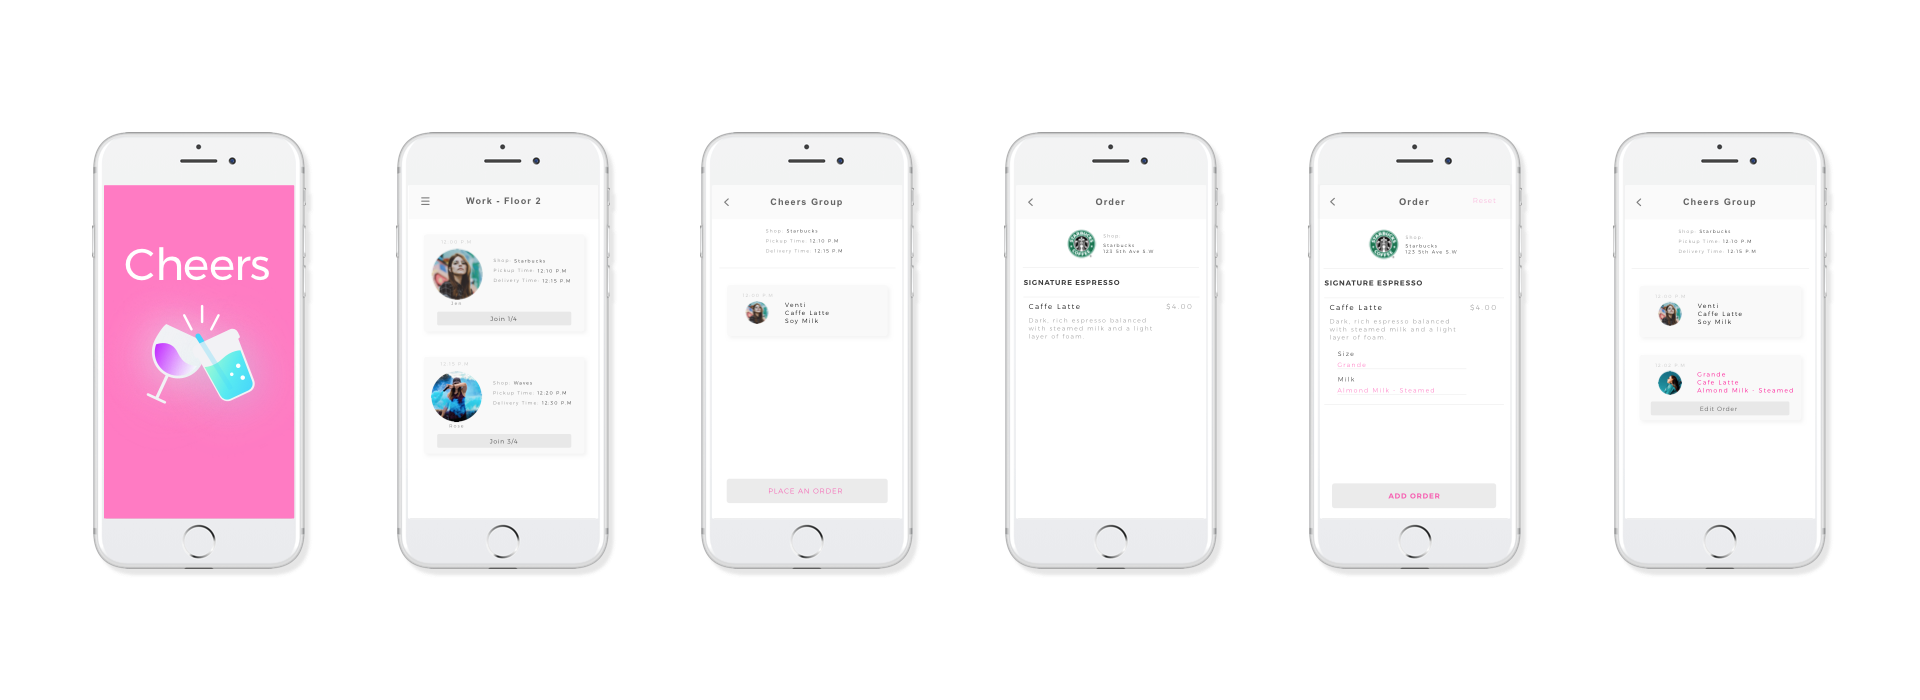 Cheers
Work - Floor 2
12:00 P.M
Shop: Starbucks
Pickup Time: 12:10 P.M
Delivery Time: 12:15 P.M
Jen
Join 1/4
12:15 P.M
Shop: Waves
Pickup Time: 12:20 P.M
Delivery Time: 12:30 P.M
Rose
Join 3/4
Cheers Group
Shop: Starbucks
Pickup Time: 12:10 P.M
Delivery Time: 12:15 P.M
12:00 P.M
Venti
Caffe Latte
Soy Milk
PLACE AN ORDER
Order
Shop:
Starbucks
123 5th Ave S.W
SIGNATURE ESPRESSO
Caffe Latte $4.00
Dark, rich espresso balanced
with steamed milk and a light
layer of foam.
Order Reset
Shop:
Starbucks
123 5th Ave S.W
SIGNATURE ESPRESSO
Caffe Latte $4.00
Dark, rich espresso balanced
with steamed milk and a light
layer of foam.
Size
Grande
Milk
Almond Milk - Steamed
ADD ORDER
Cheers Group
Shop: Starbucks
Pickup Time: 12:10 P.M
Delivery Time: 12:15 P.M
12:00 P.M
Venti
Caffe Latte
Soy Milk
Grande
Cafe Latte
Almond Milk - Steamed
Edit Order